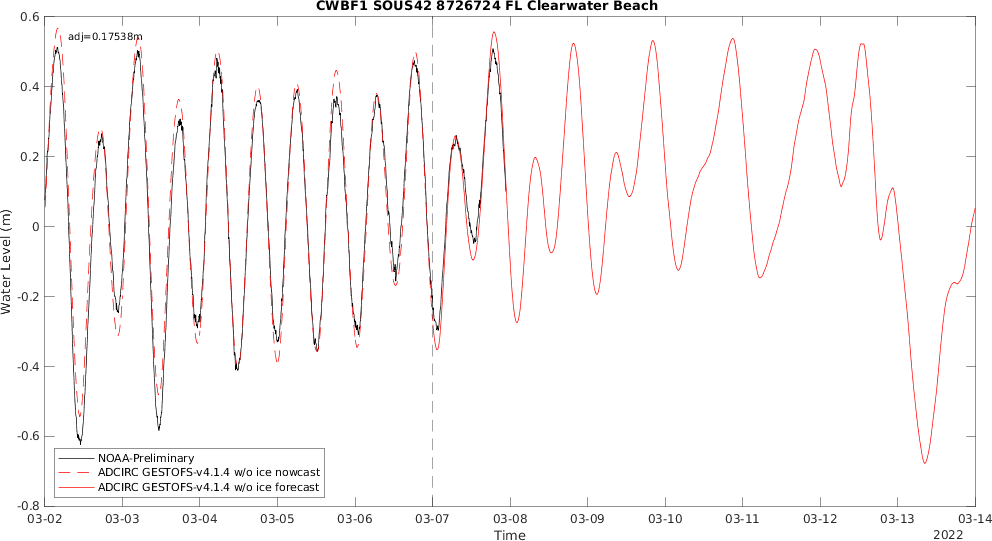 CWBF1 SOUS42 8726724 FL Clearwater Beach
adj=0.17538m
0.6
0.4
0.2
0
-0.2
-0.4
-0.6
-0.8
Water Level (m)
NOAA-Preliminary
ADCIRC GESTOFS-v4.1.4 w/o ice nowcast
ADCIRC GESTOFS-v4.1.4 w/o ice forecast
03-02 03-03 03-04 03-05 03-06 03-07 03-08 03-09 03-10 03-11 03-12 03-13 03-14
Time
2022